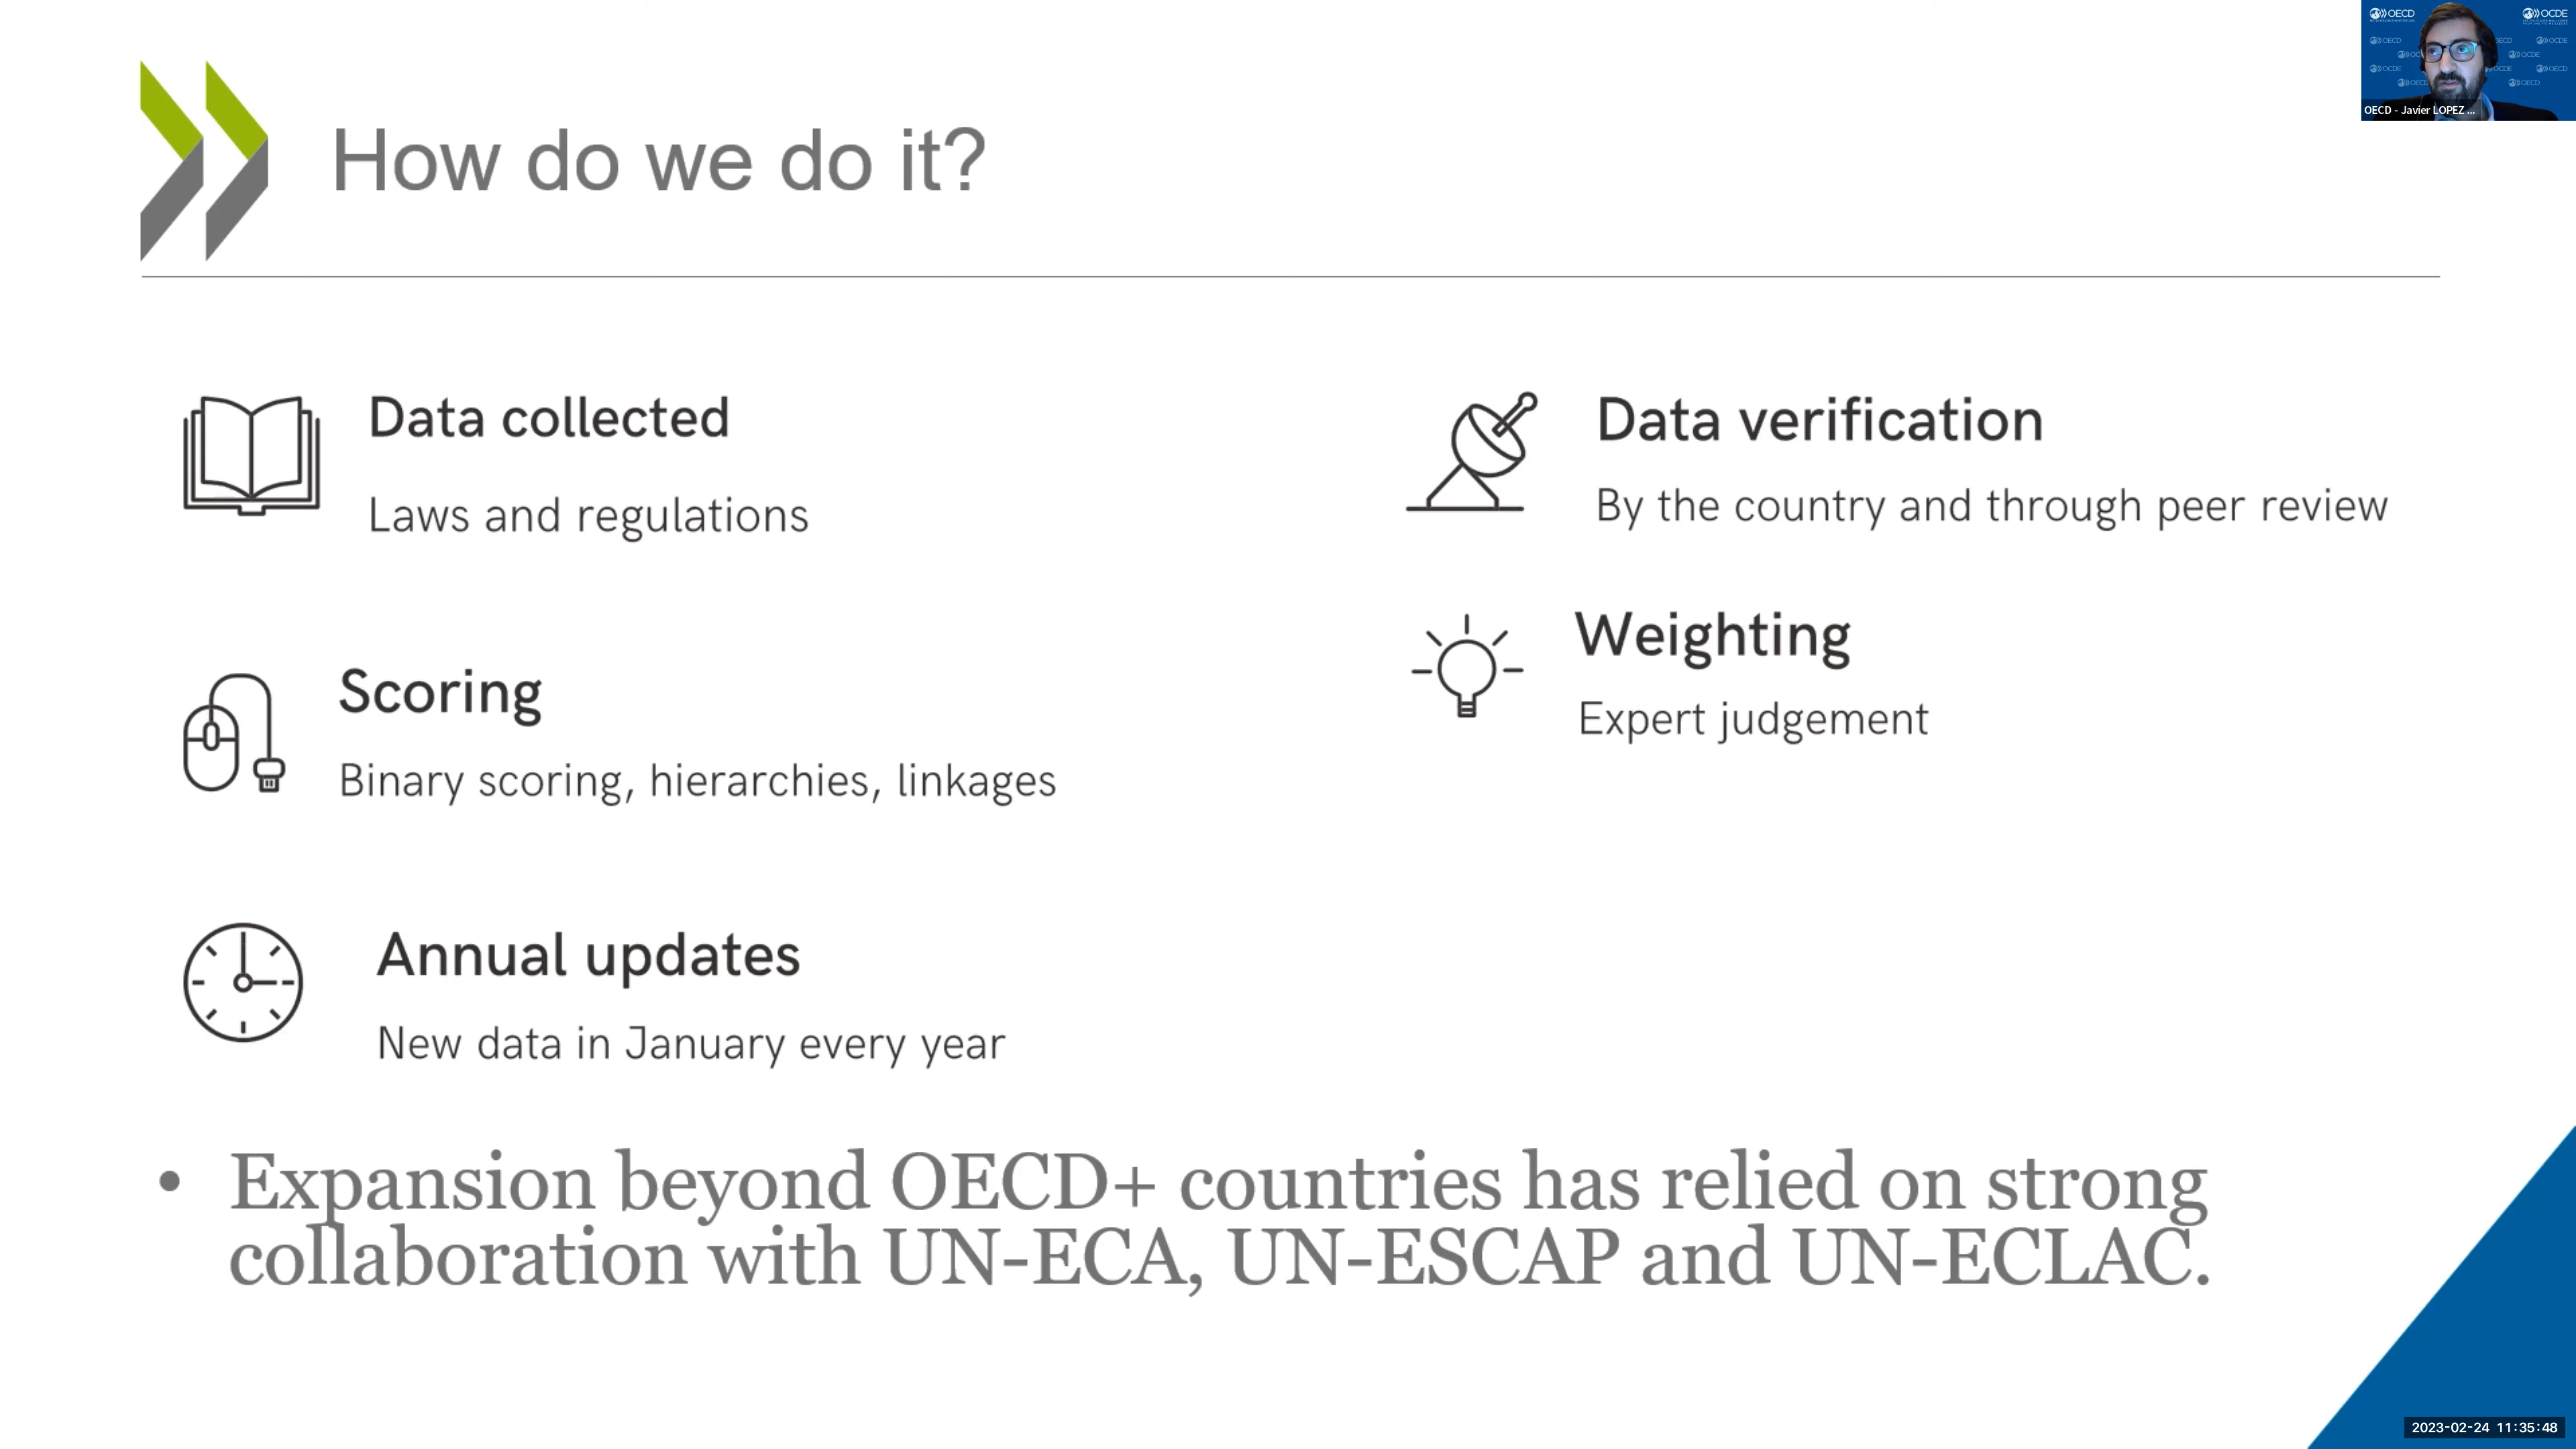 How do we do it?
OECD
OCDE
OECD - Javier LOPEZ ...
Data collected
Laws and regulations
Data verification
By the country and through peer review
Scoring
Binary scoring, hierarchies, linkages
Weighting
Expert judgement
Annual updates
New data in January every year
• Expansion beyond OECD+ countries has relied on strong
collaboration with UN-ECA, UN-ESCAP and UN-ECLAC.
2023-02-24 11:35:48